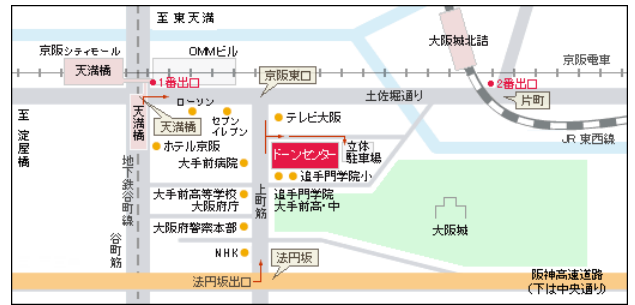 至 東天満
京阪シティモール
天満橋
OMMビル
1番出口
大阪城北詰
京阪電車
2番出口
京阪東口
土佐堀通り
片町
至 淀屋橋
天満橋
天満橋
ローソン
セブン
イレブン
テレビ大阪
JR 東西線
ホテル京阪
大手前病院
ドーンセンター
立体
駐車場
追手門学院小
地下鉄谷町線
谷町筋
大手前高等学校
大阪府庁
上町筋
追手門学院
大手前高・中
大阪府警察本部
大阪城
NHK
法円坂
法円坂出口
阪神高速道路
(下は中央通り)